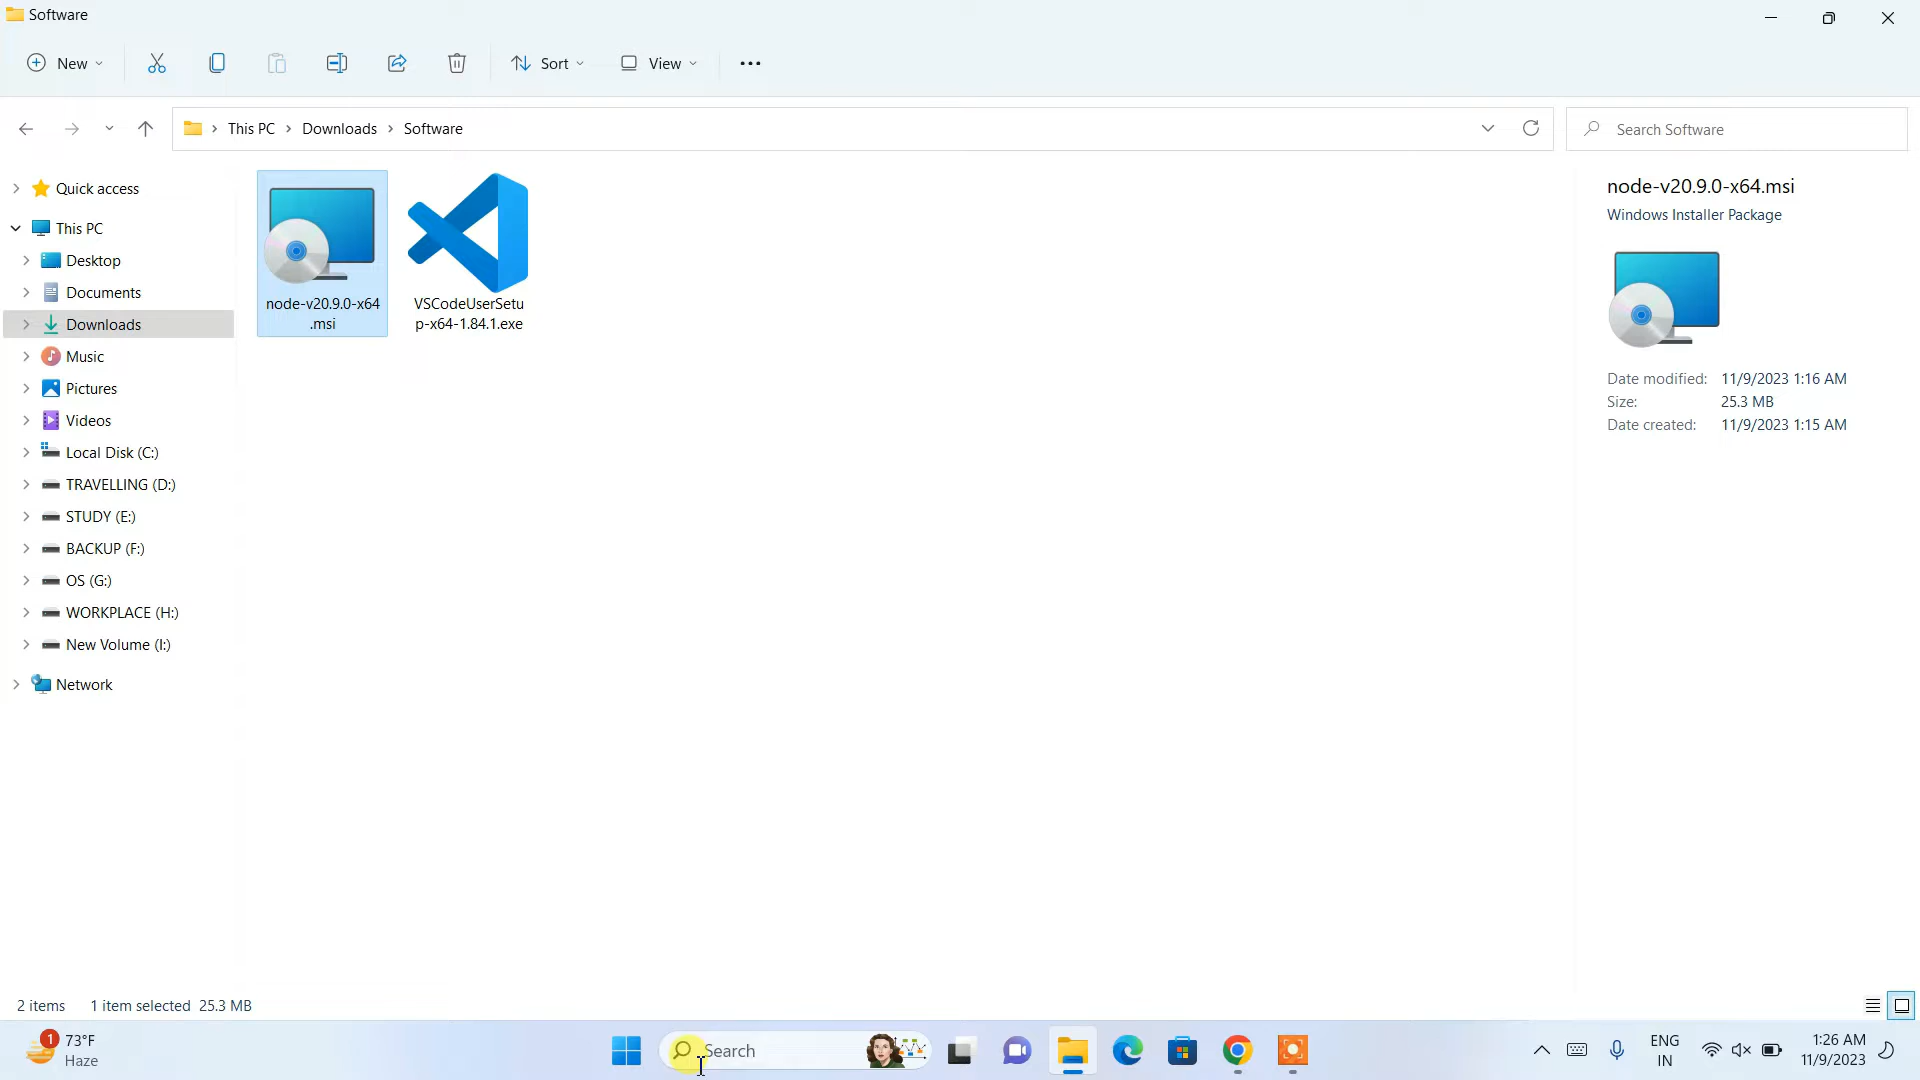 Software
New
Sort
View
This PC
Downloads
Software
Search Software
Quick access
This PC
Desktop
Documents
Downloads
Music
Pictures
Videos
Local Disk (C:)
TRAVELLING (D:)
STUDY (E:)
BACKUP (F:)
OS (G:)
WORKPLACE (H:)
New Volume (I:)
Network
node-v20.9.0-x64
.msi
VSCodeUserSetu
p-x64-1.84.1.exe
node-v20.9.0-x64.msi
Windows Installer Package
Date modified: 11/9/2023 1:16 AM
Size: 25.3 MB
Date created: 11/9/2023 1:15 AM
2 items 1 item selected 25.3 MB
1
73°F
Haze
Search
ENG
IN
1:26 AM
11/9/2023